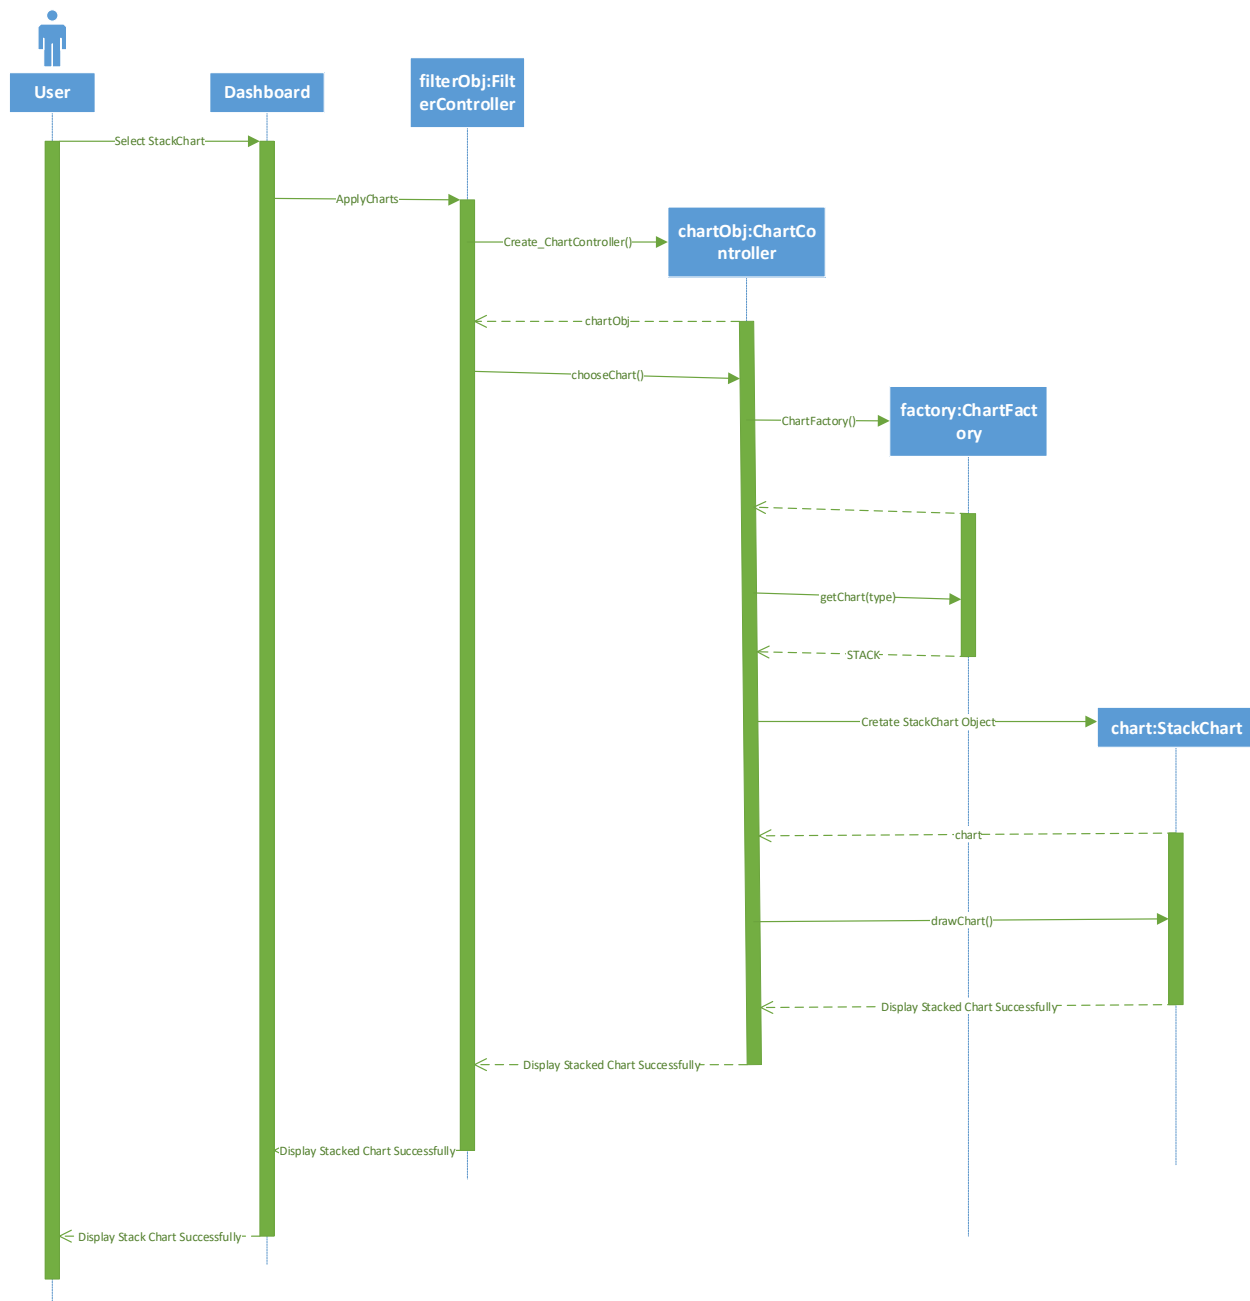 User
Dashboard
filterObj:Filt
erController
Select StackChart
ApplyCharts
Create_ChartController()
chartObj:ChartCo
ntroller
chartObj
chooseChart()
ChartFactory()
factory:ChartFact
ory
getChart(type)
STACK
Cretate StackChart Object
chart:StackChart
chart
drawChart()
Display Stacked Chart Successfully
Display Stacked Chart Successfully
Display Stacked Chart Successfully
Display Stack Chart Successfully